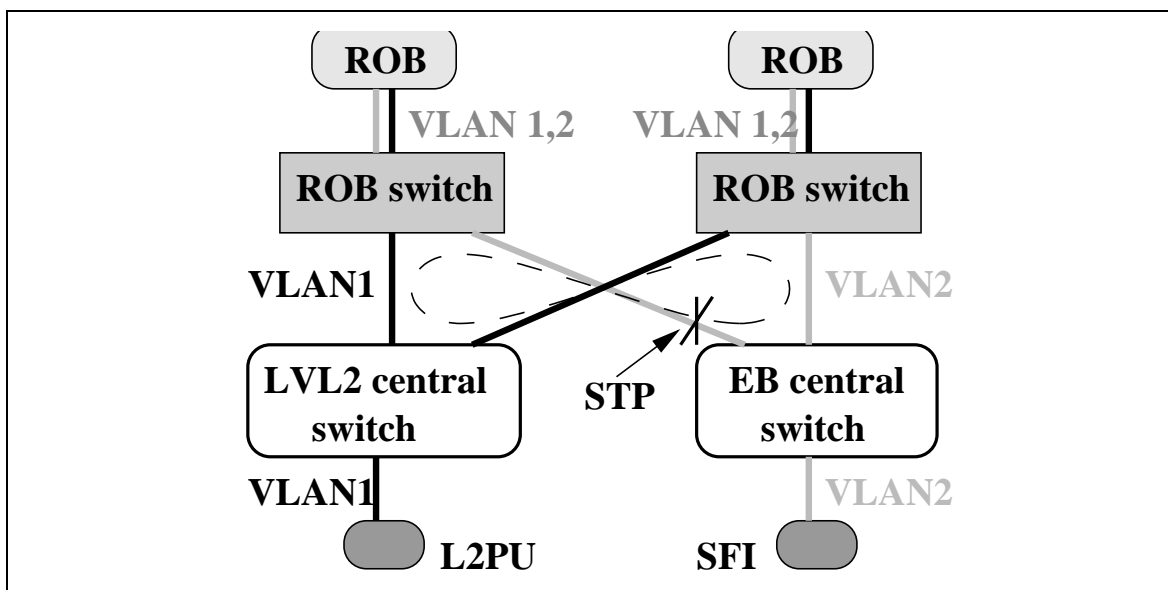 ROB
ROB
VLAN 1,2
VLAN 1,2
ROB switch
ROB switch
VLAN1
VLAN2
LVL2 central
switch
STP
EB central
switch
VLAN1
VLAN2
L2PU
SFI